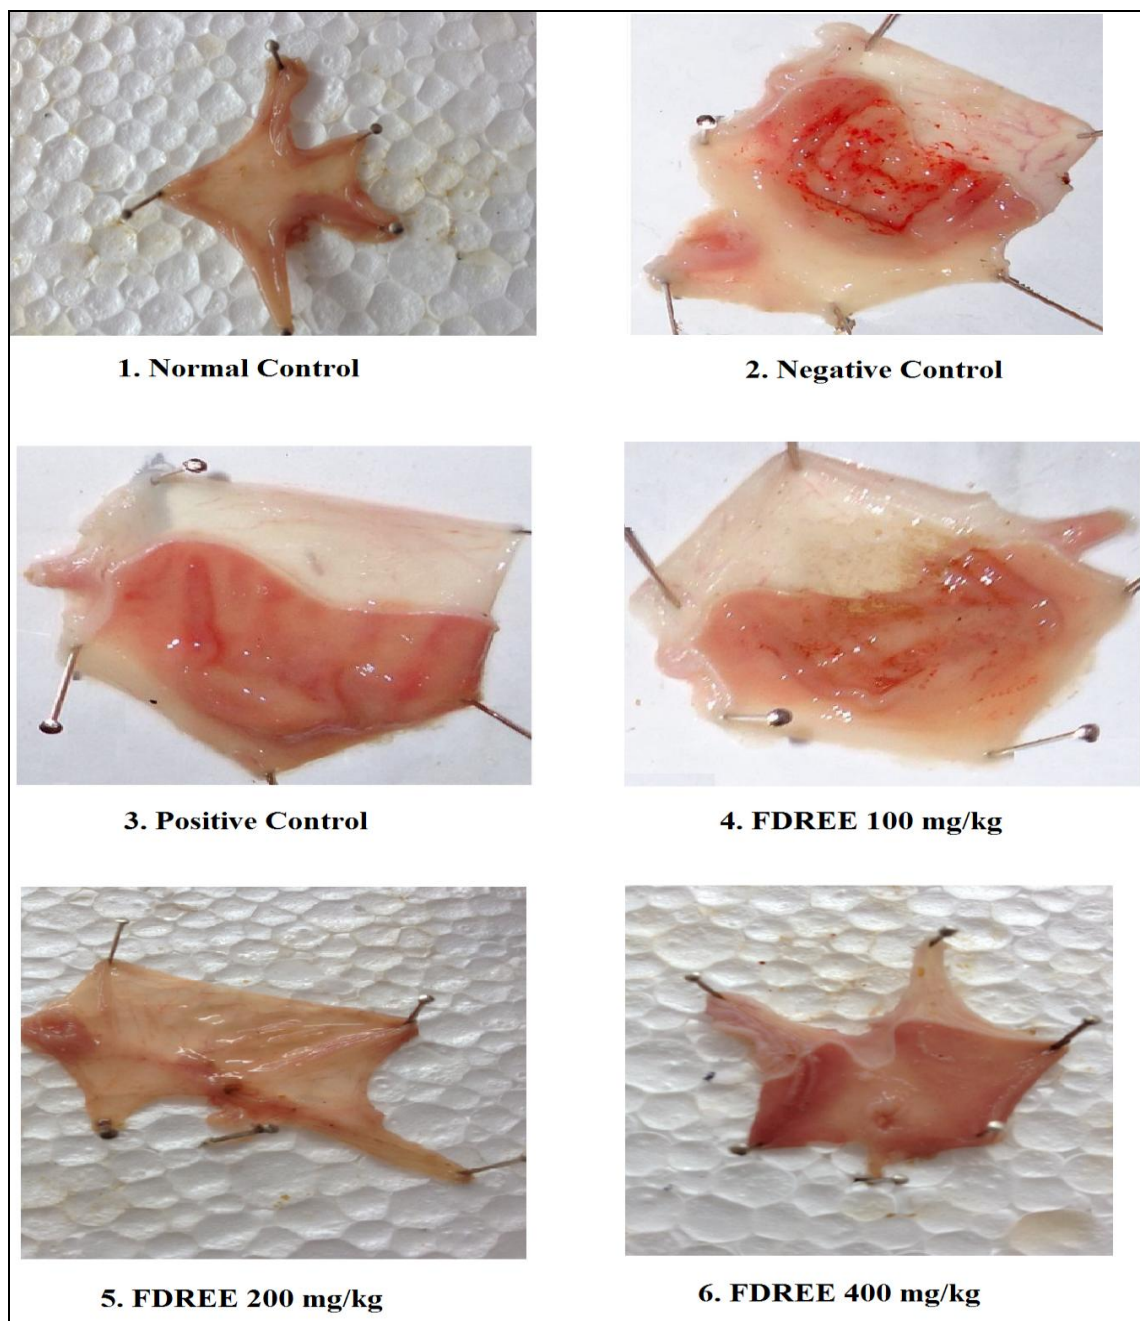 1. Normal Control
2. Negative Control
3. Positive Control
4. FDREE 100 mg/kg
5. FDREE 200 mg/kg
6. FDREE 400 mg/kg